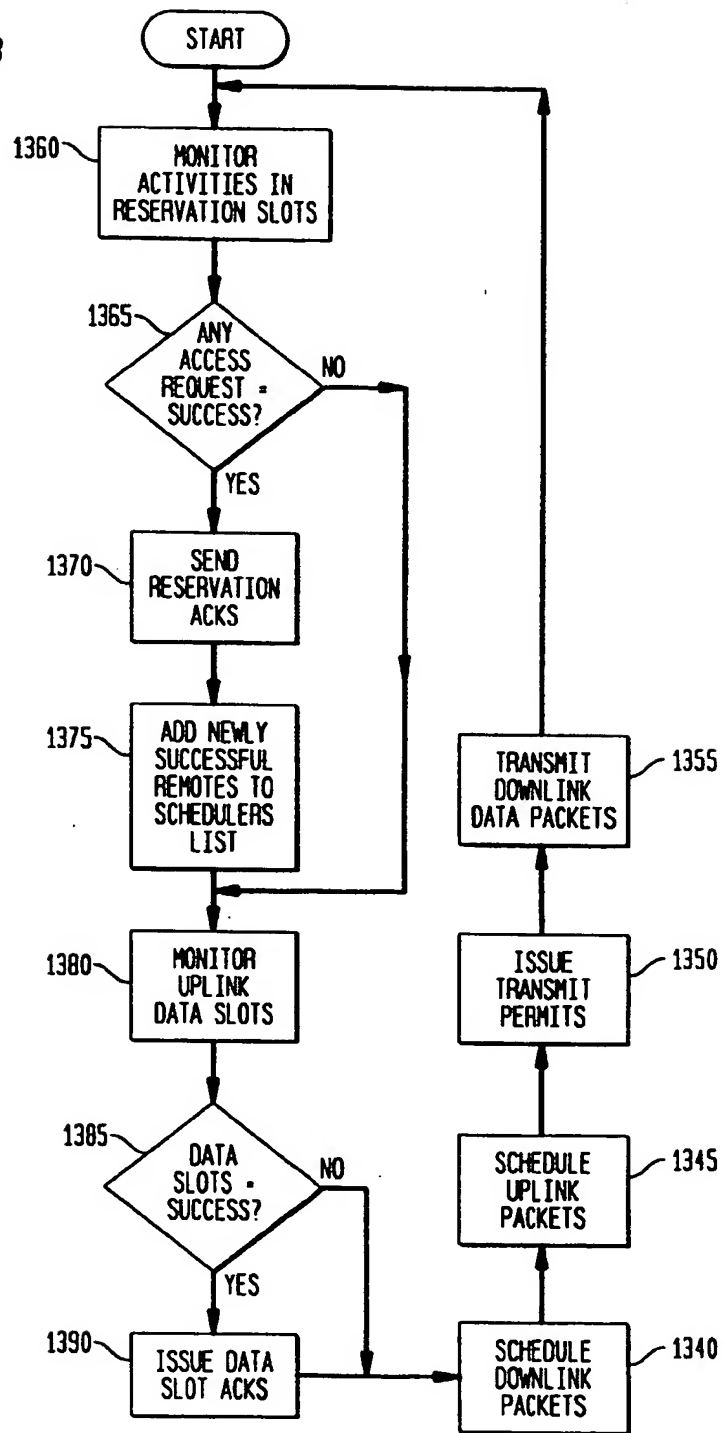 START
1360
MONITOR
ACTIVITIES IN
RESERVATION SLOTS
1365
ANY
ACCESS
REQUEST =
SUCCESS?
NO
YES
1370
SEND
RESERVATION
ACKS
1375
ADD NEWLY
SUCCESSFUL
REMOTES TO
SCHEDULERS
LIST
1380
MONITOR
UPLINK
DATA SLOTS
1385
DATA
SLOTS =
SUCCESS?
NO
YES
1390
ISSUE DATA
SLOT ACKS
SCHEDULE
DOWNLINK
PACKETS
1340
SCHEDULE
UPLINK
PACKETS
1345
ISSUE
TRANSMIT
PERMITS
1350
TRANSMIT
DOWNLINK
DATA PACKETS
1355